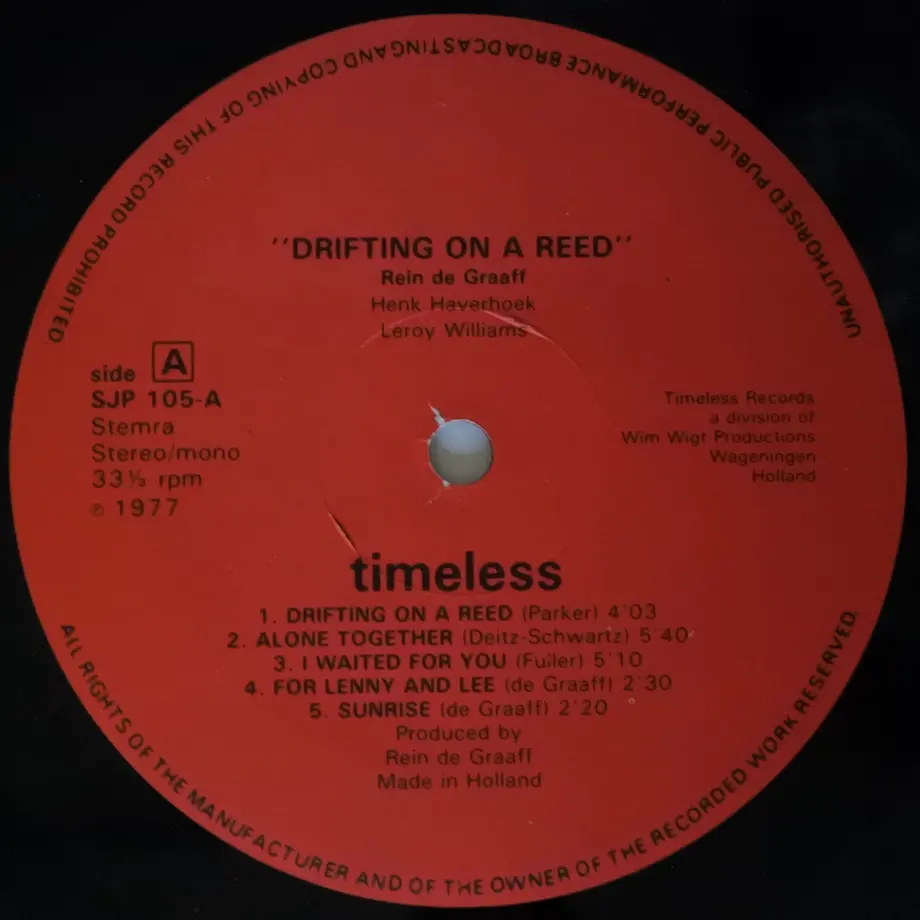 UNAUTHORISED PUBLIC PERFORMANCE BROADCASTING AND COPYING OF THIS RECORD PROHIBITED
''DRIFTING ON A REED''
Rein de Graaff
Henk Haverhoek
Leroy Williams
side A
SJP 105-A
Stemra
Stereo/mono
33⅓ rpm
℗ 1977
Timeless Records
a division of
Wim Wigt Productions
Wageningen
Holland
timeless
1. DRIFTING ON A REED (Parker) 4'03
2. ALONE TOGETHER (Deitz-Schwartz) 5'40
3. I WAITED FOR YOU (Fuller) 5'10
4. FOR LENNY AND LEE (de Graaff) 2'30
5. SUNRISE (de Graaff) 2'20
Produced by
Rein de Graaff
Made in Holland
ALL RIGHTS OF THE MANUFACTURER AND OF THE OWNER OF THE RECORDED WORK RESERVED